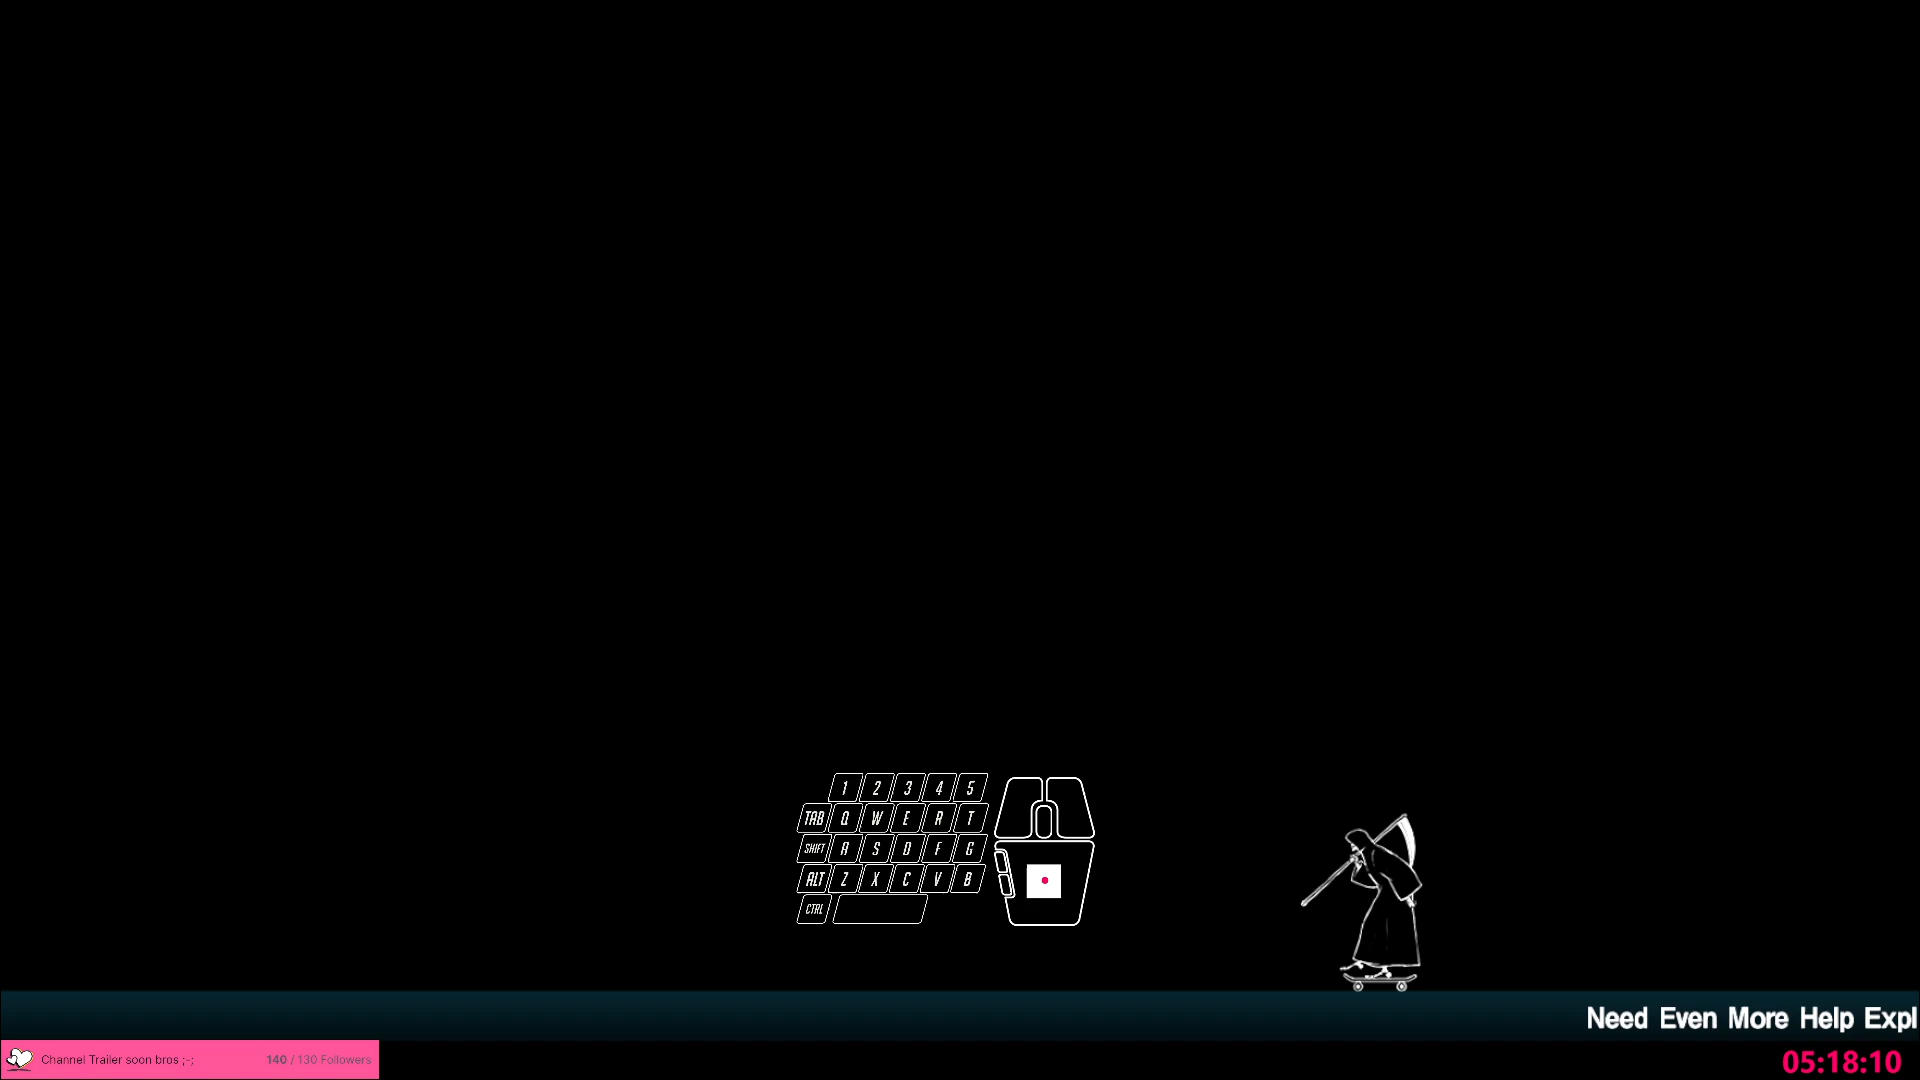 1 2 3 4 5
TAB Q W E R T
SHIFT A S D F G
ALT Z X C V B
CTRL
Need Even More Help Expl
Channel Trailer soon bros ;-; 140 / 130 Followers
05:18:10